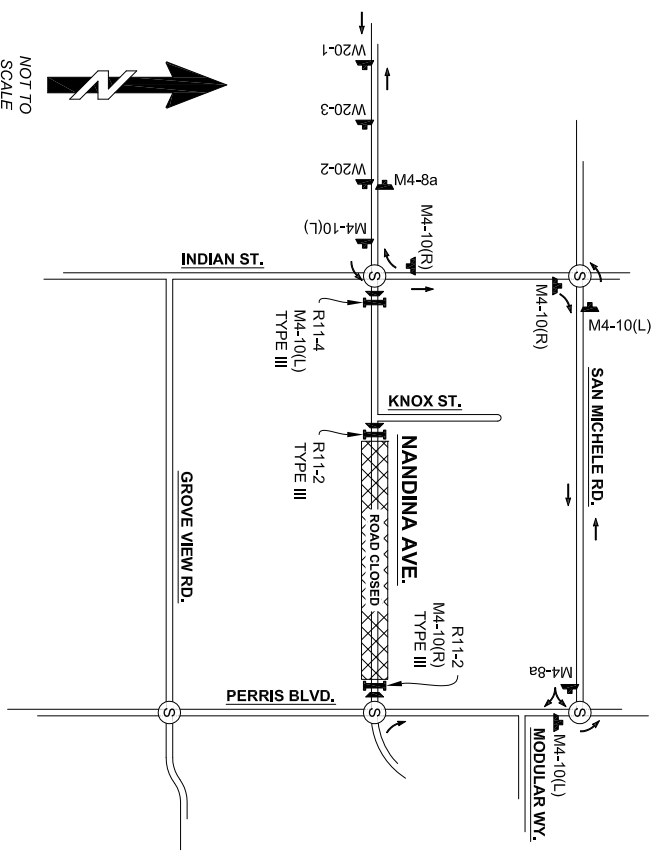 W20-1
W20-3
W20-2
M4-8a
M4-10(L)
M4-10(R)
INDIAN ST.
S
S
M4-10(R)
M4-10(L)
R11-4
M4-10(L)
TYPE III
KNOX ST.
SAN MICHELE RD.
R11-2
TYPE III
NANDINA AVE.
ROAD CLOSED
GROVE VIEW RD.
R11-2
M4-10(R)
TYPE III
M4-8a
PERRIS BLVD.
S
S
S
M4-10(L)
MODULAR WY.
N
NOT TO
SCALE